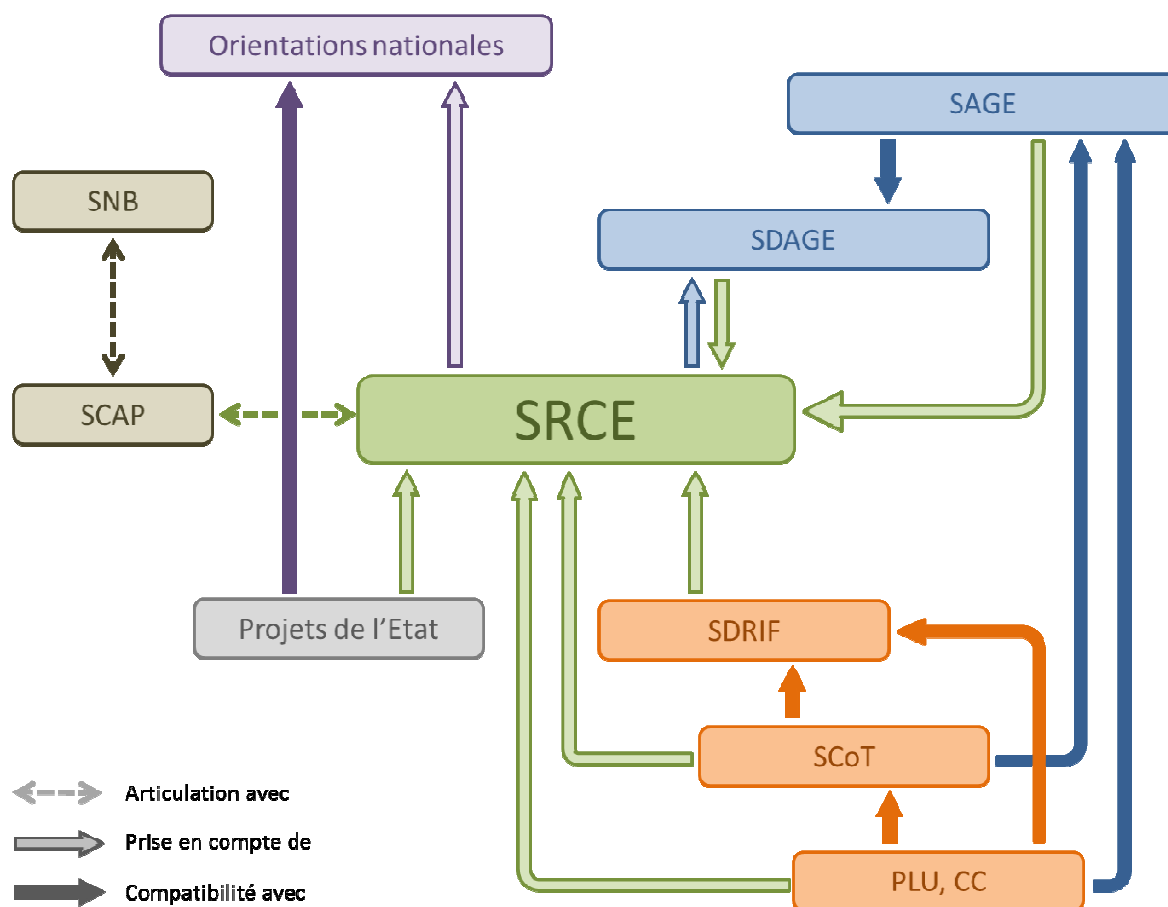 Orientations nationales
SAGE
SNB
SDAGE
SCAP
SRCE
Projets de l'Etat
SDRIF
SCoT
PLU, CC
Articulation avec
Prise en compte de
Compatibilité avec